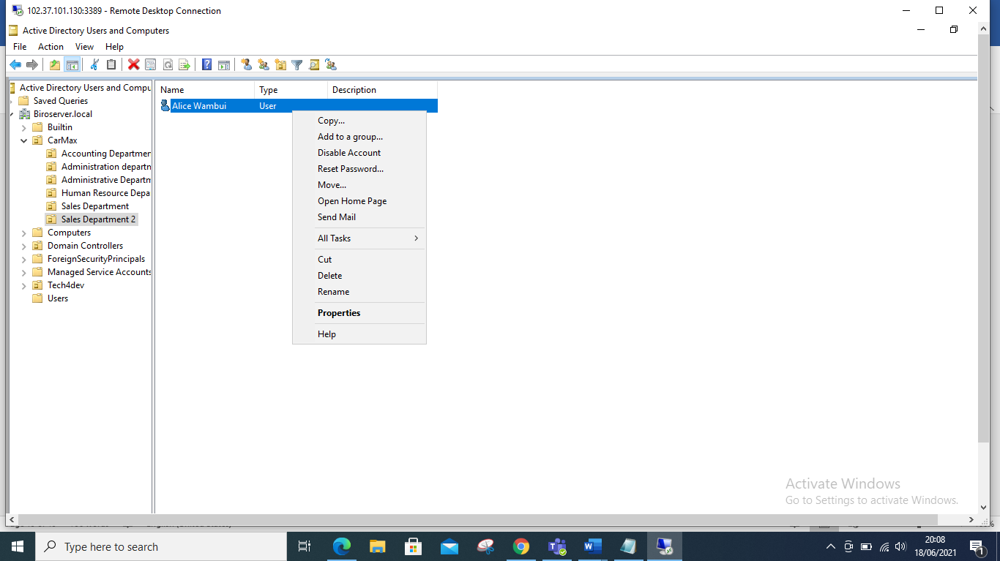 102.37.101.130:3389 - Remote Desktop Connection
Active Directory Users and Computers
File Action View Help
Active Directory Users and Compu
Saved Queries
Biroserver.local
Builtin
CarMax
Accounting Departmen
Administration departn
Administrative Departm
Human Resource Depa
Sales Department
Sales Department 2
Computers
Domain Controllers
ForeignSecurityPrincipals
Managed Service Accounts
Tech4dev
Users
Name Type Description
Alice Wambui User
Copy...
Add to a group...
Disable Account
Reset Password...
Move...
Open Home Page
Send Mail
All Tasks
Cut
Delete
Rename
Properties
Help
Activate Windows
Go to Settings to activate Windows.
Type here to search
20:08
18/06/2021
1